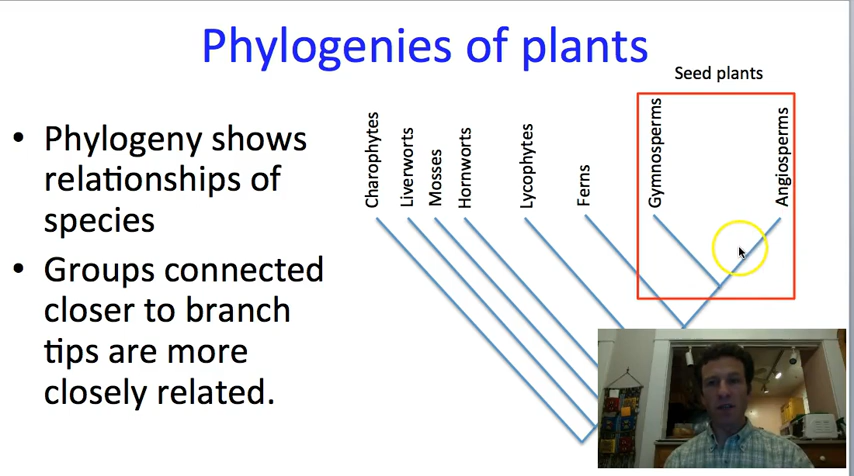 Phylogenies of plants
Seed plants
• Phylogeny shows
relationships of
species
• Groups connected
closer to branch
tips are more
closely related.
Charophytes
Liverworts
Mosses
Hornworts
Lycophytes
Ferns
Gymnosperms
Angiosperms